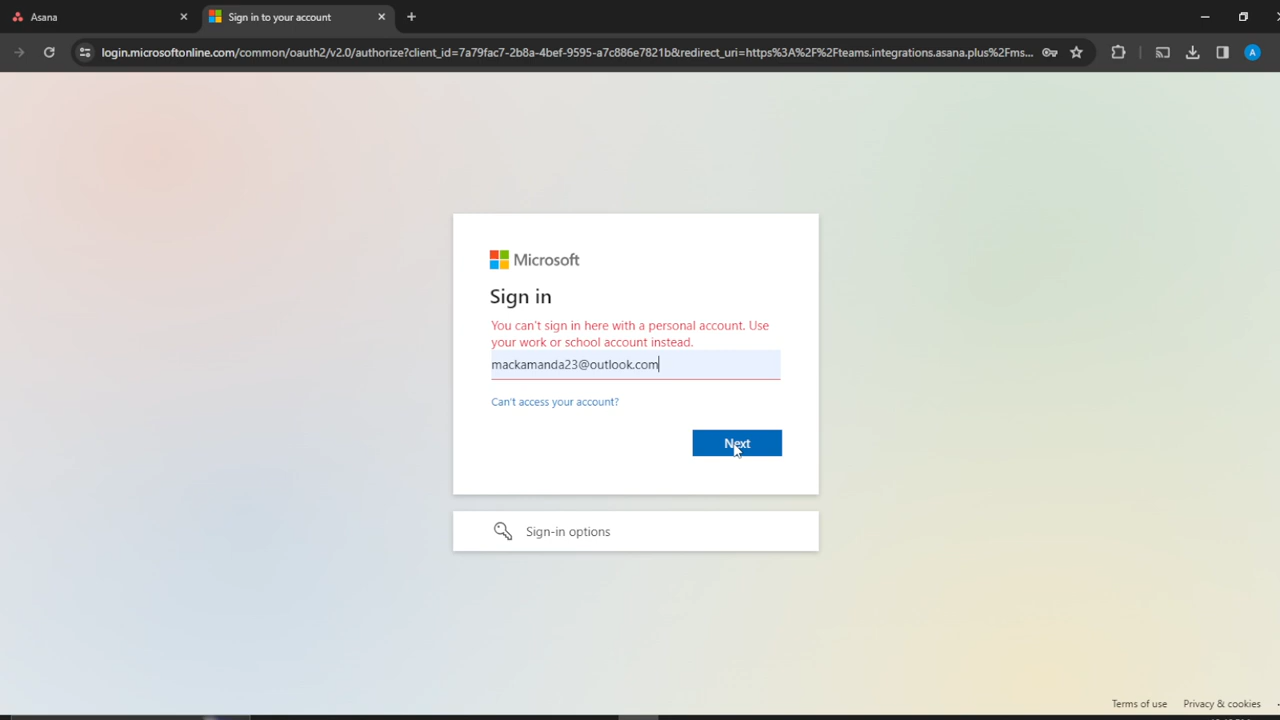 Asana
Sign in to your account
login.microsoftonline.com/common/oauth2/v2.0/authorize?client_id=7a79fac7-2b8a-4bef-9595-a7c886e7821b&redirect_uri=https%3A%2F%2Fteams.integrations.asana.plus%2Fms...
A
Microsoft
Sign in
You can't sign in here with a personal account. Use
your work or school account instead.
mackamanda23@outlook.com
Can't access your account?
Next
Sign-in options
Terms of use
Privacy & cookies